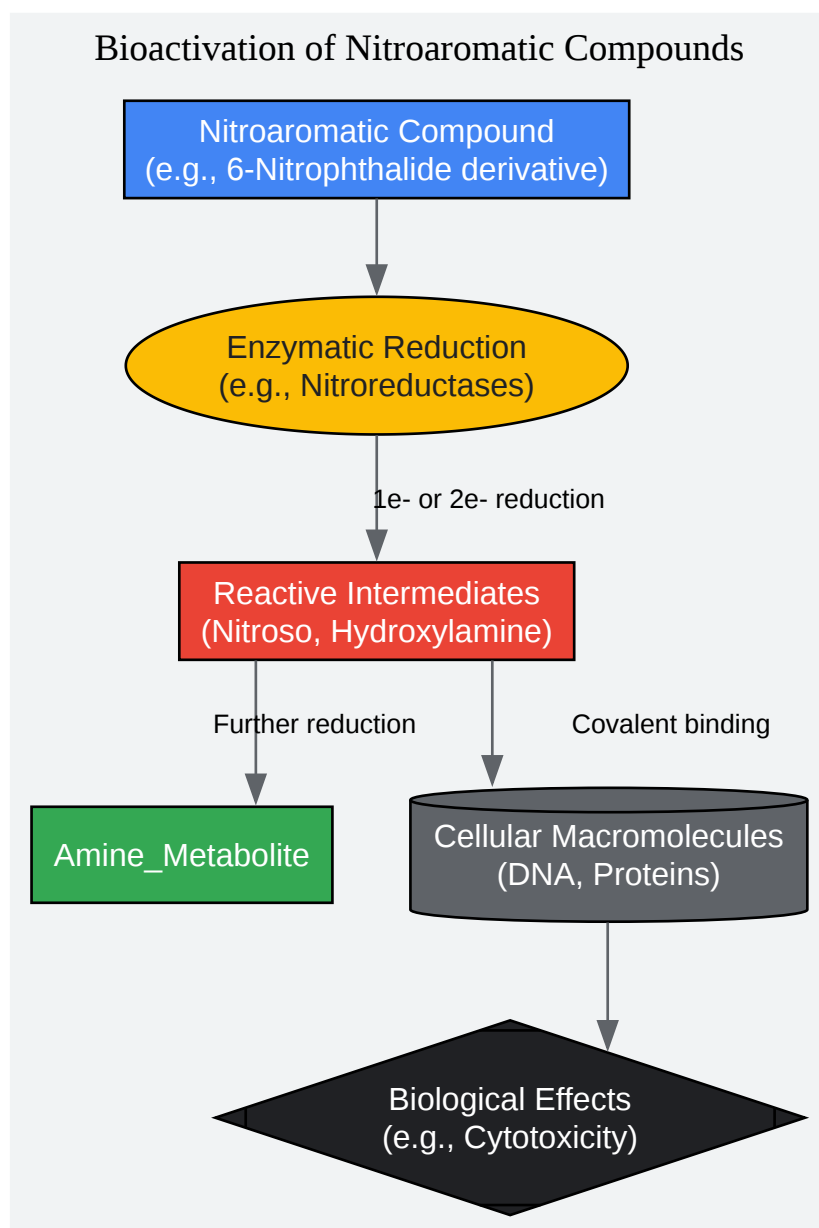 Bioactivation of Nitroaromatic Compounds
Nitroaromatic Compound
(e.g., 6-Nitrophthalide derivative)
Enzymatic Reduction
(e.g., Nitroreductases)
1e- or 2e- reduction
Reactive Intermediates
(Nitroso, Hydroxylamine)
Further reduction
Covalent binding
Amine_Metabolite
Cellular Macromolecules
(DNA, Proteins)
Biological Effects
(e.g., Cytotoxicity)